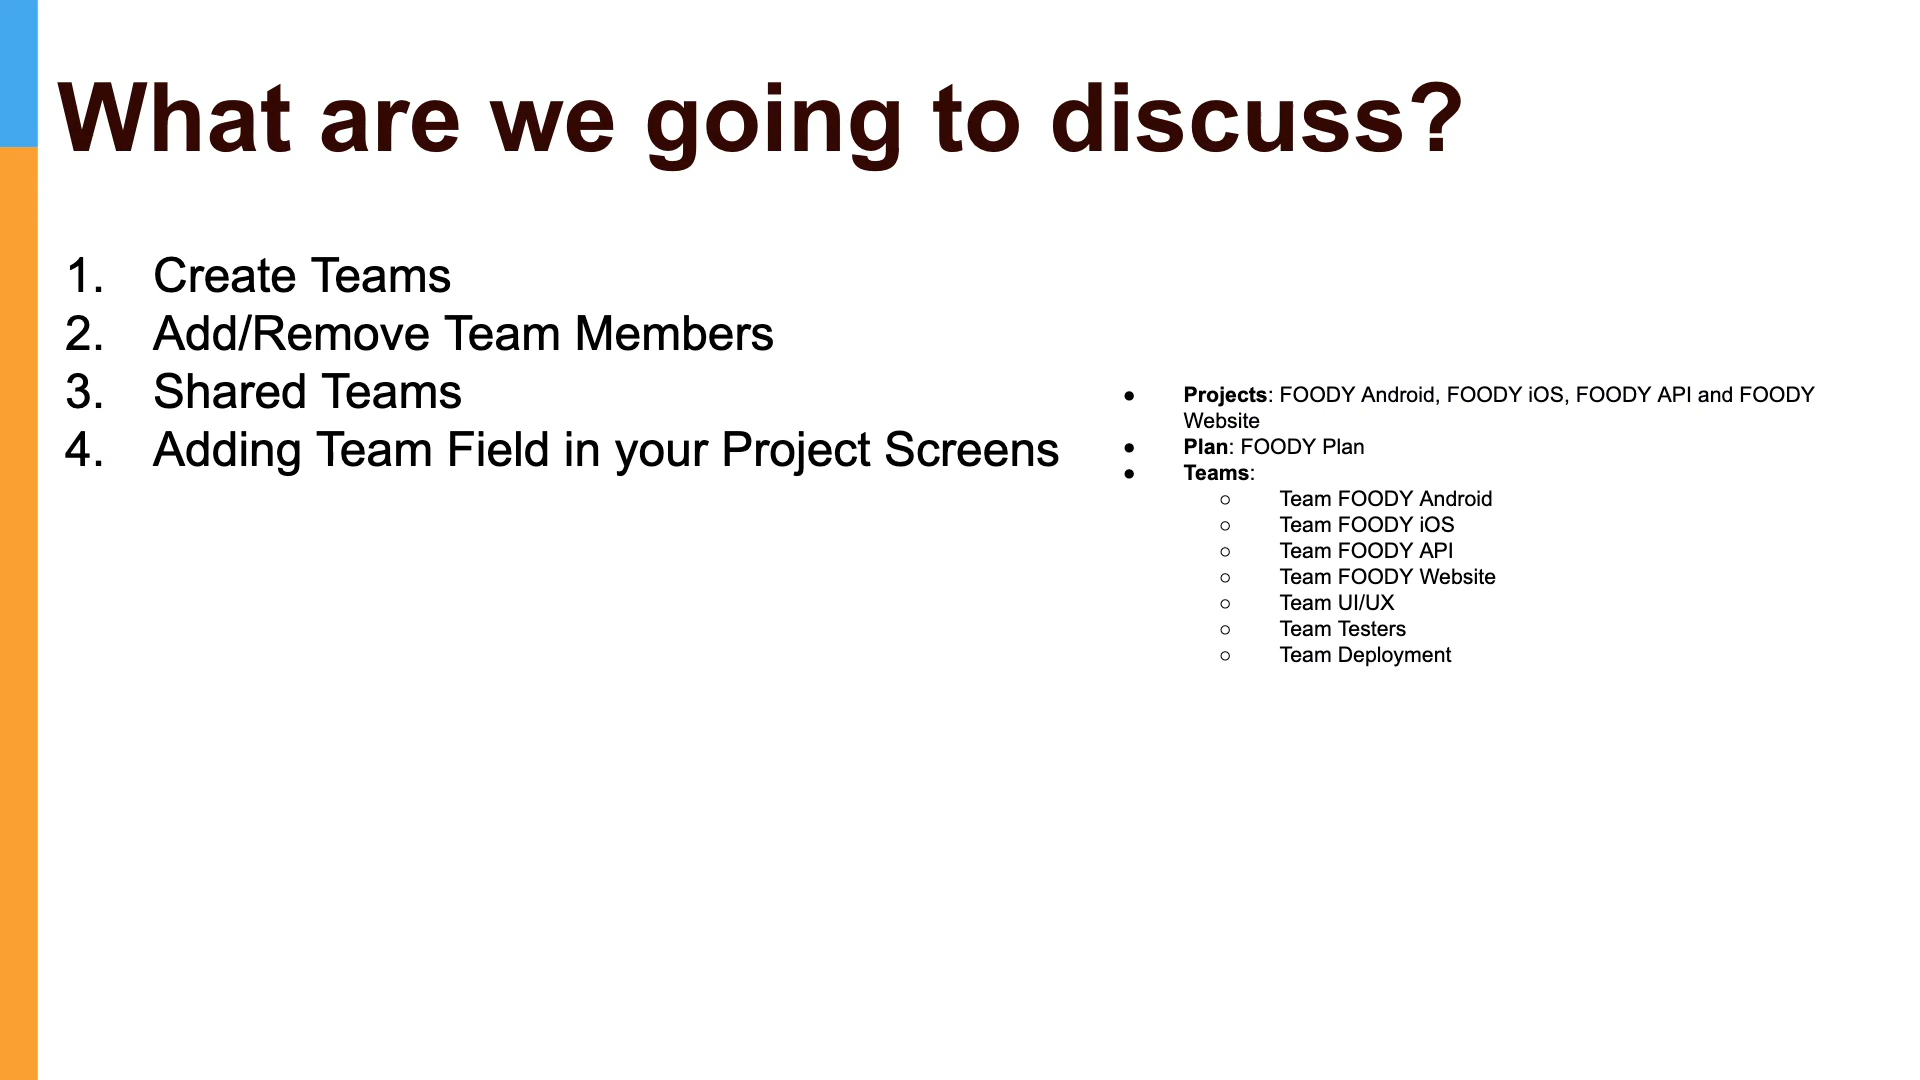 What are we going to discuss?
1. Create Teams
2. Add/Remove Team Members
3. Shared Teams
4. Adding Team Field in your Project Screens
● Projects: FOODY Android, FOODY iOS, FOODY API and FOODY
Website
● Plan: FOODY Plan
● Teams:
○ Team FOODY Android
○ Team FOODY iOS
○ Team FOODY API
○ Team FOODY Website
○ Team UI/UX
○ Team Testers
○ Team Deployment